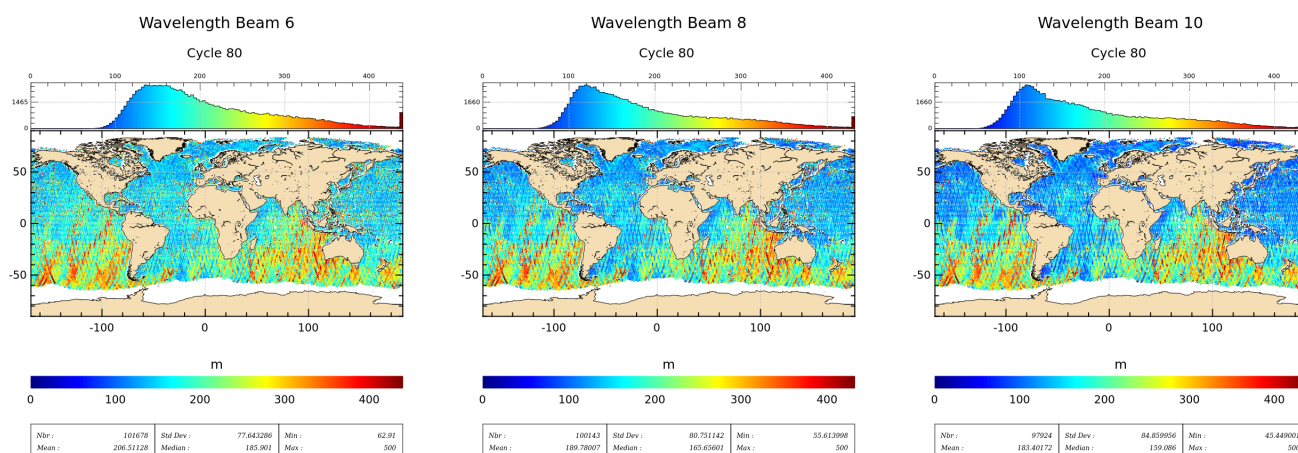 Wavelength Beam 6
Cycle 80
0 100 200 300 400
1465
0
50
0
-50
-100 0 100
m
0 100 200 300 400
Nbr : 101678 Std Dev : 77.643286 Min : 62.91
Mean : 206.51128 Median : 185.901 Max : 500
Wavelength Beam 8
Cycle 80
0 100 200 300 400
1660
0
50
0
-50
-100 0 100
m
0 100 200 300 400
Nbr : 100143 Std Dev : 80.751142 Min : 55.613998
Mean : 189.78007 Median : 165.65601 Max : 500
Wavelength Beam 10
Cycle 80
0 100 200 300 400
1660
0
50
0
-50
-100 0 100
m
0 100 200 300 400
Nbr : 97924 Std Dev : 84.859956 Min : 45.449001
Mean : 183.40172 Median : 159.086 Max : 500